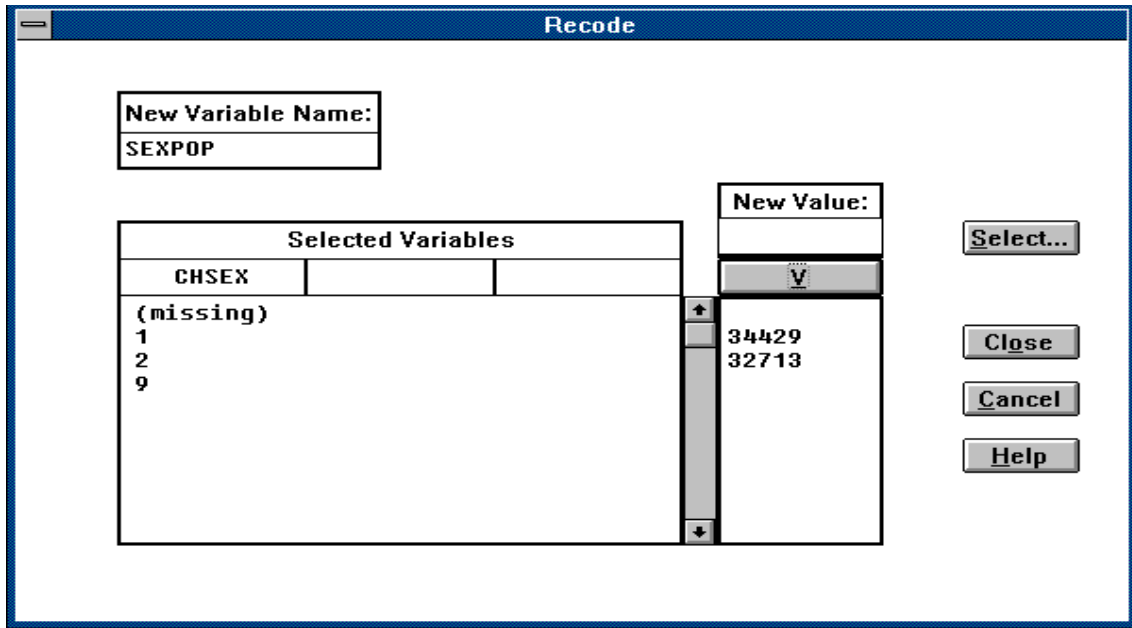 Recode
New Variable Name:
SEXPOP
New Value:
Selected Variables
Select...
CHSEX
V
(missing)
1 34429
2 32713
9
Close
Cancel
Help